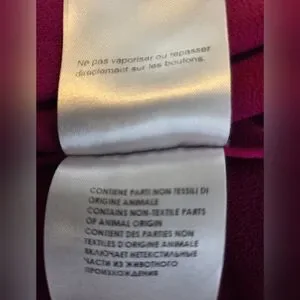 Ne pas vaporiser ou repasser
directement sur les boutons.
CONTIENE PARTI NON TESSILI DI
ORIGINE ANIMALE
CONTAINS NON-TEXTILE PARTS
OF ANIMAL ORIGIN
CONTIENT DES PARTIES NON
TEXTILES D'ORIGINE ANIMALE
ВКЛЮЧАЕТ НЕТЕКСТИЛЬНЫЕ
ЧАСТИ ИЗ ЖИВОТНОГО
ПРОИСХОЖДЕНИЯ